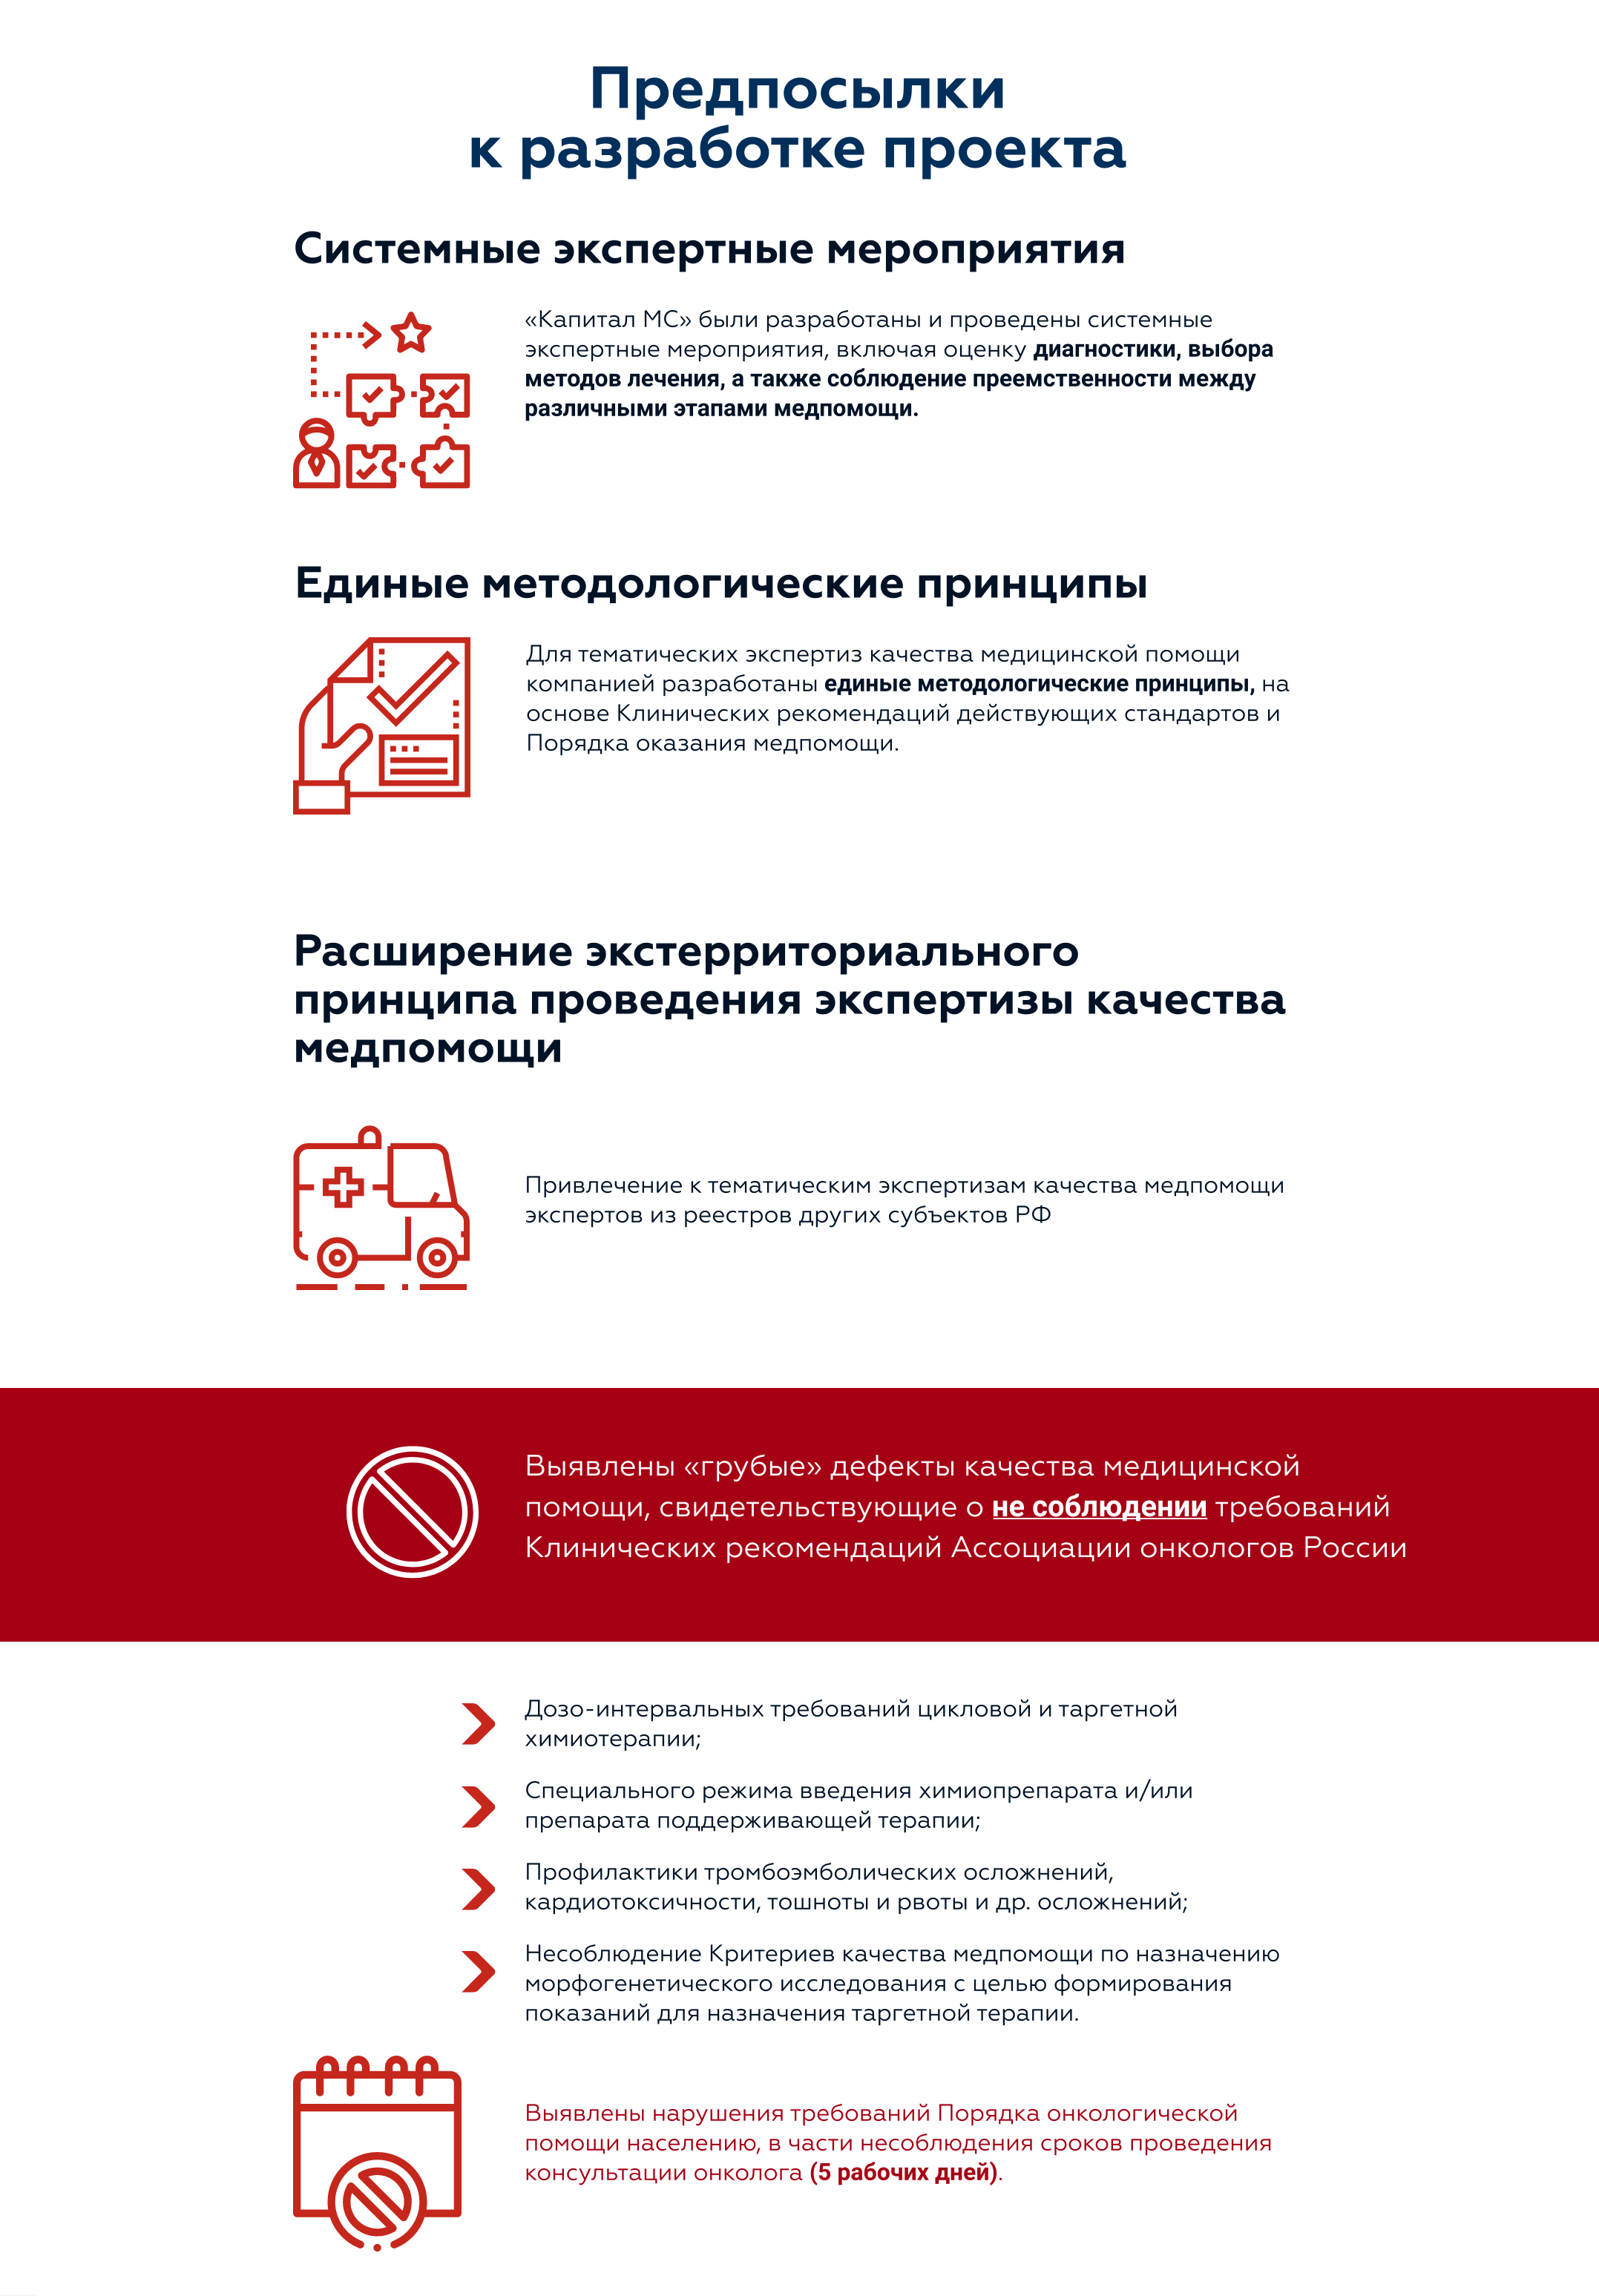 Предпосылки
к разработке проекта
Системные экспертные мероприятия
«Капитал МС» были разработаны и проведены системные
экспертные мероприятия, включая оценку диагностики, выбора
методов лечения, а также соблюдение преемственности между
различными этапами медпомощи.
Единые методологические принципы
Для тематических экспертиз качества медицинской помощи
компанией разработаны единые методологические принципы, на
основе Клинических рекомендаций действующих стандартов и
Порядка оказания медпомощи.
Расширение экстерриториального
принципа проведения экспертизы качества
медпомощи
Привлечение к тематическим экспертизам качества медпомощи
экспертов из реестров других субъектов РФ
Выявлены «грубые» дефекты качества медицинской
помощи, свидетельствующие о не соблюдении требований
Клинических рекомендаций Ассоциации онкологов России
Дозо-интервальных требований цикловой и таргетной
химиотерапии;
Специального режима введения химиопрепарата и/или
препарата поддерживающей терапии;
Профилактики тромбоэмболических осложнений,
кардиотоксичности, тошноты и рвоты и др. осложнений;
Несоблюдение Критериев качества медпомощи по назначению
морфогенетического исследования с целью формирования
показаний для назначения таргетной терапии.
Выявлены нарушения требований Порядка онкологической
помощи населению, в части несоблюдения сроков проведения
консультации онколога (5 рабочих дней).